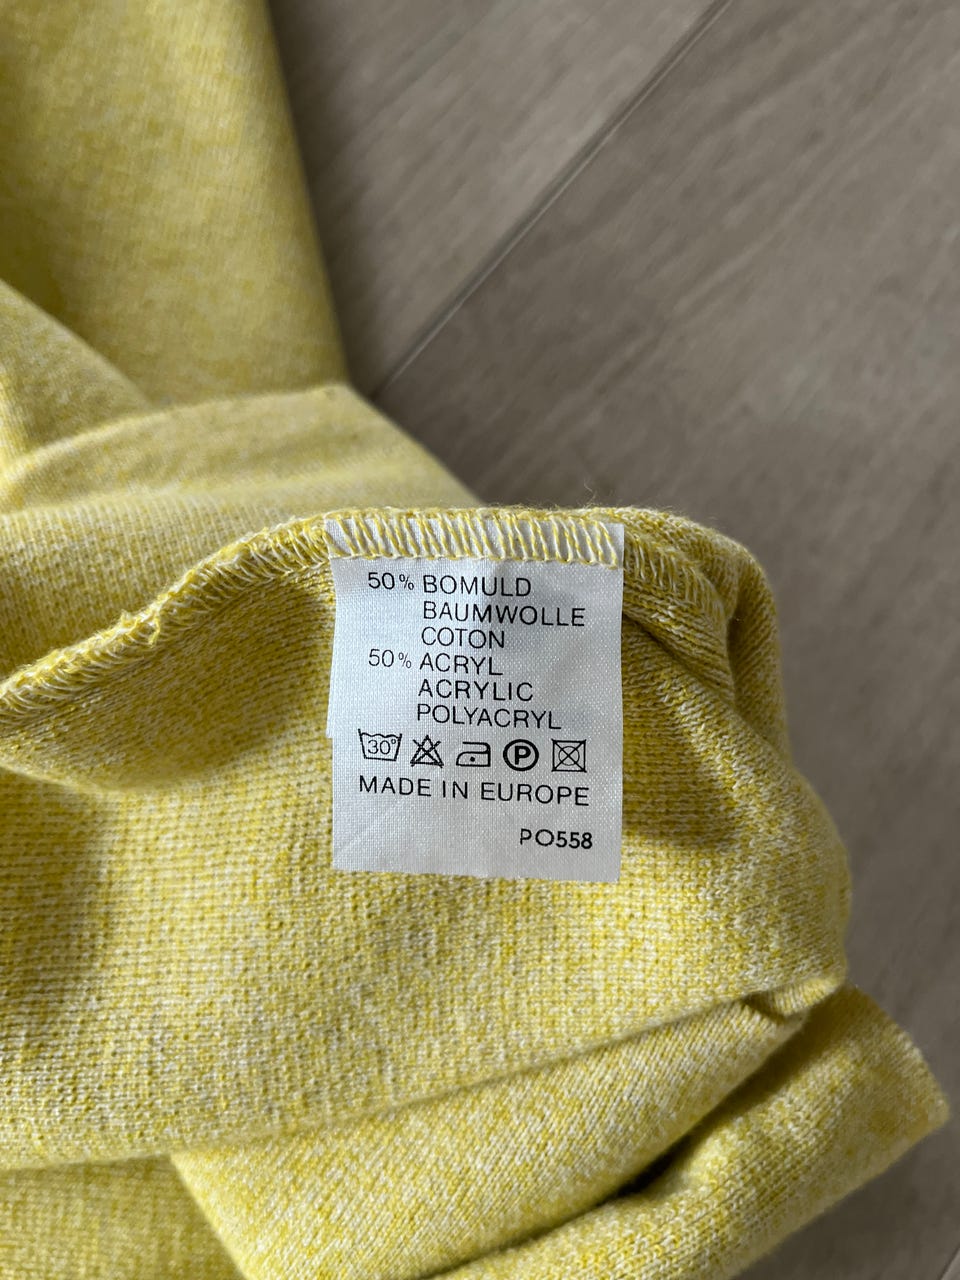 50% BOMULD
BAUMWOLLE
COTON
50% ACRYL
ACRYLIC
POLYACRYL
30° P
MADE IN EUROPE
PO558